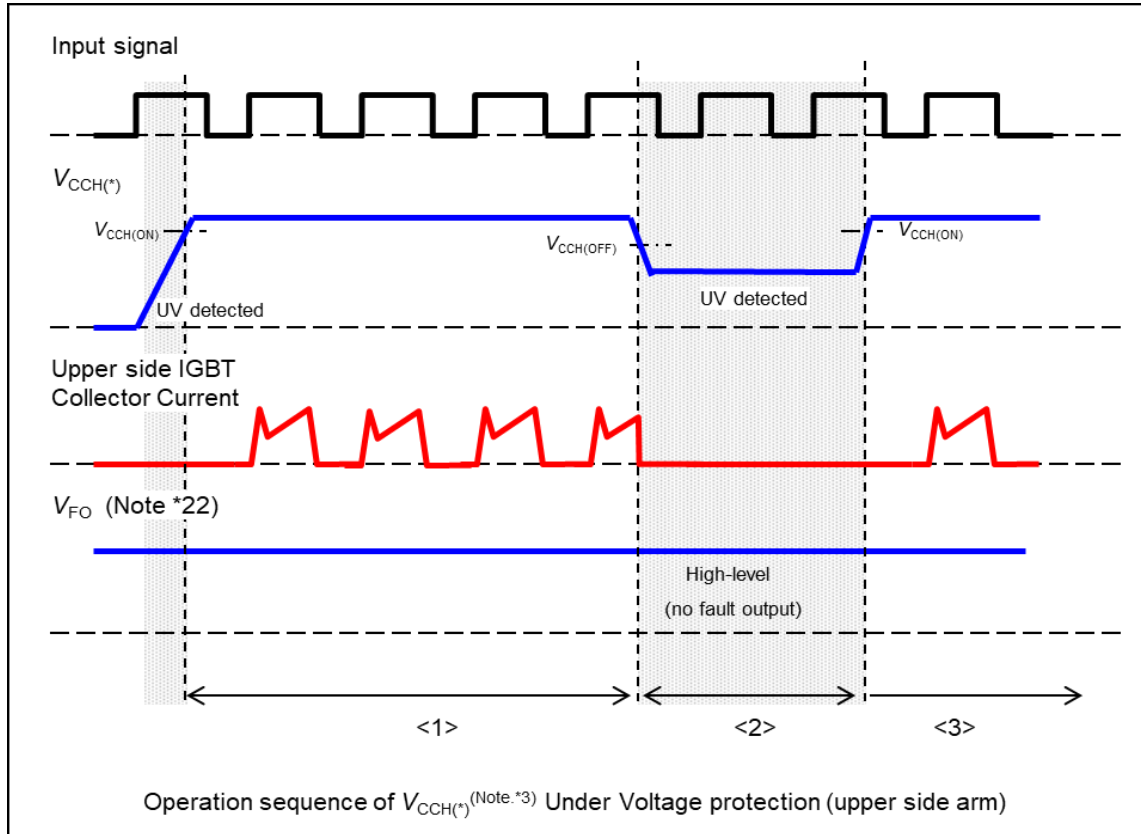 Input signal
VCCH(*)
VCCH(ON)
VCCH(OFF)
VCCH(ON)
UV detected
UV detected
Upper side IGBT
Collector Current
VFO (Note *22)
High-level
(no fault output)
<1>
<2>
<3>
Operation sequence of VCCH(*)(Note.*3) Under Voltage protection (upper side arm)